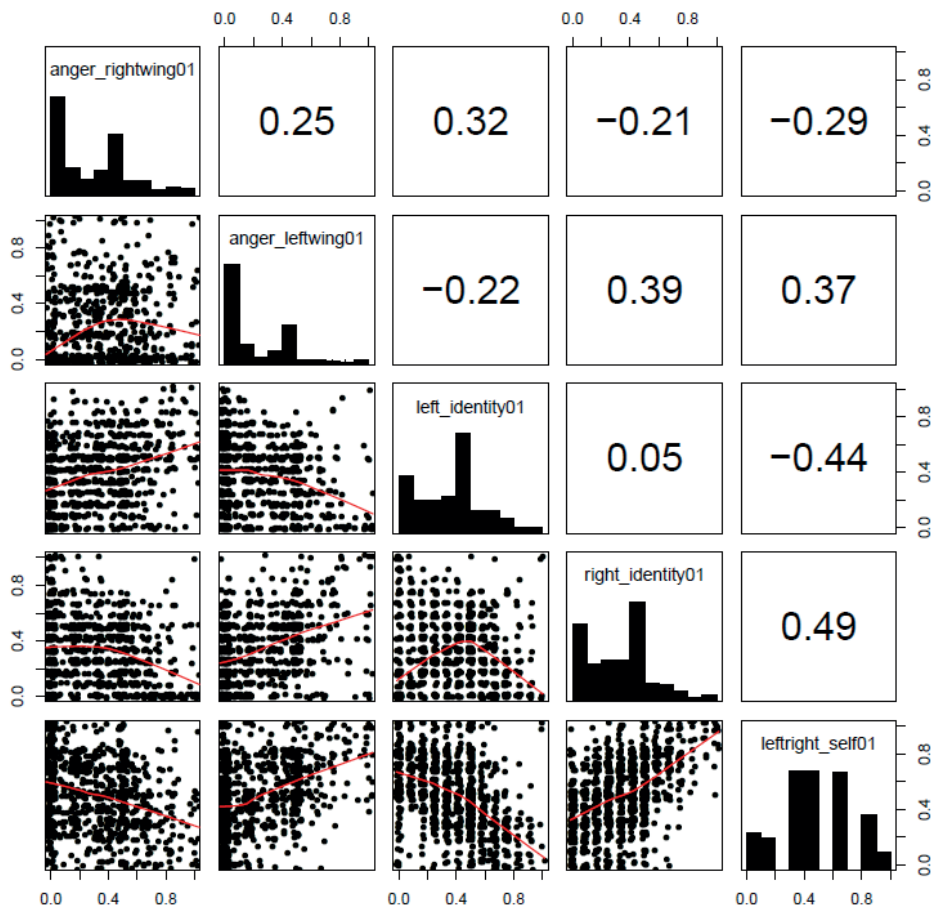 0.0 0.4 0.8 0.0 0.4 0.8
anger_rightwing01
0.25
0.32
−0.21
−0.29
0.0 0.4 0.8
0.0 0.4 0.8
anger_leftwing01
−0.22
0.39
0.37
left_identity01
0.05
−0.44
0.0 0.4 0.8
0.0 0.4 0.8
right_identity01
0.49
leftright_self01
0.0 0.4 0.8
0.0 0.4 0.8 0.0 0.4 0.8 0.0 0.4 0.8